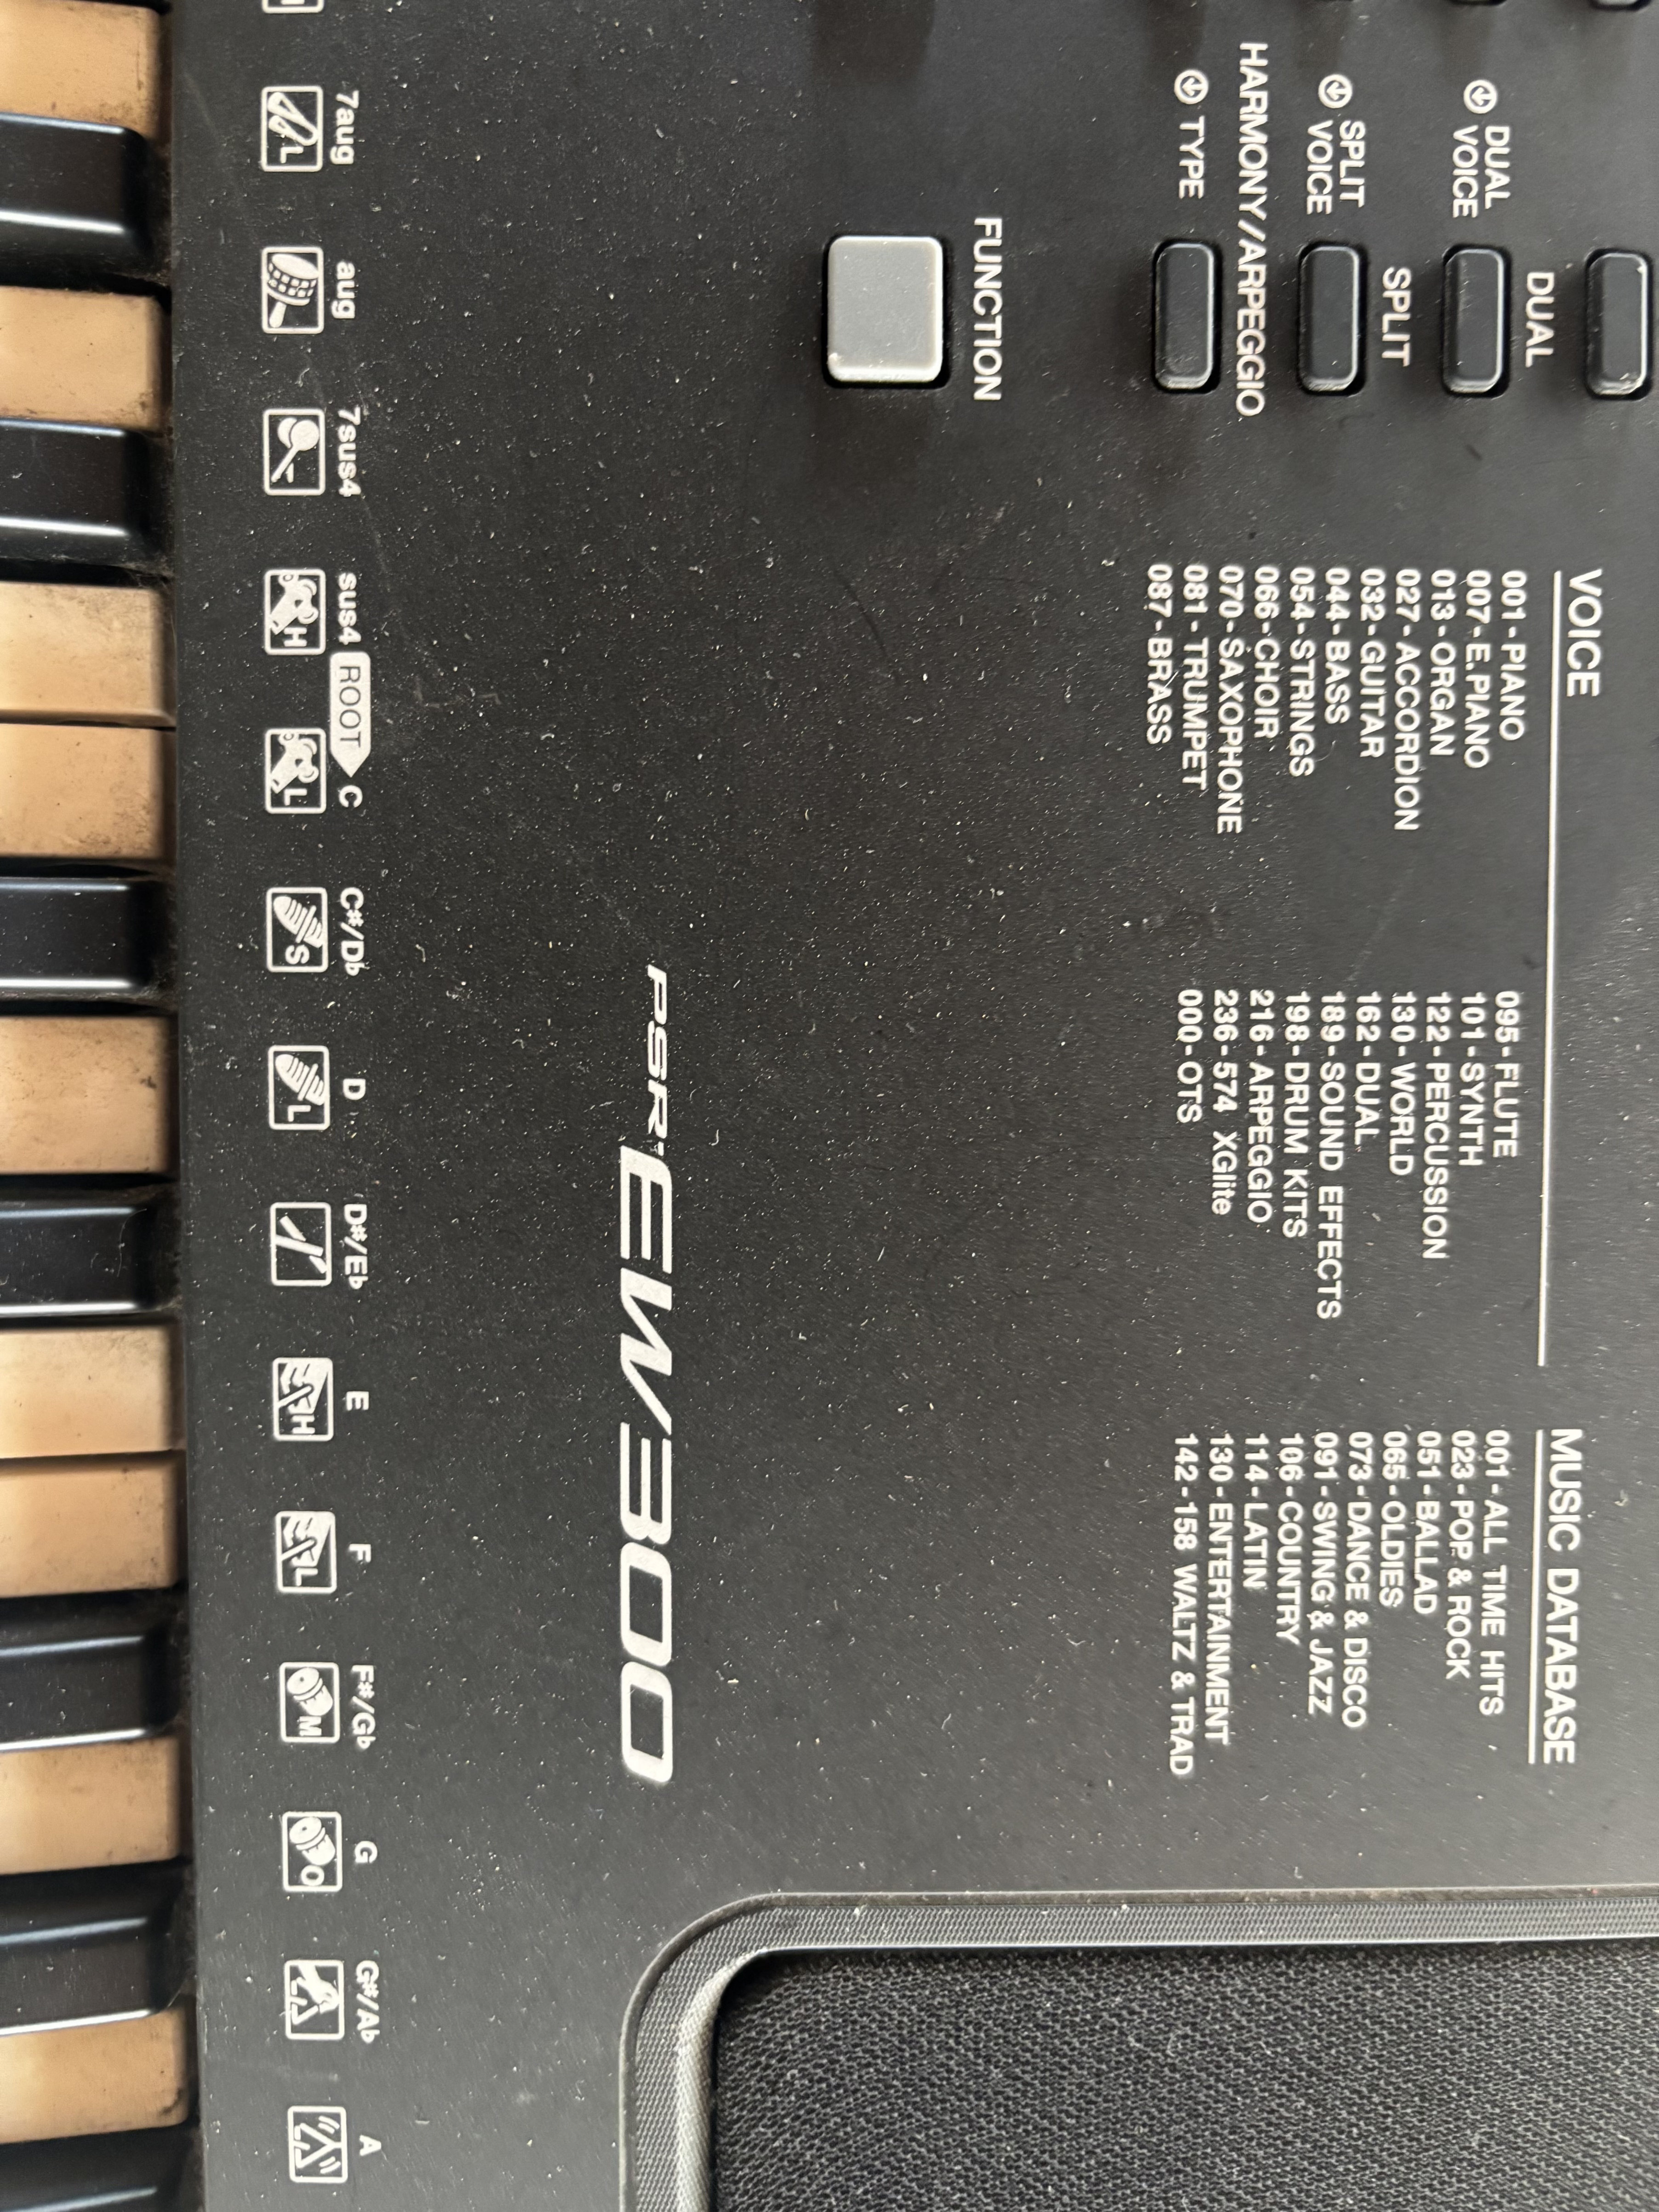 DUAL
VOICE
DUAL
SPLIT
VOICE
SPLIT
HARMONY/ARPEGGIO
TYPE
FUNCTION
VOICE
001-PIANO
007-E.PIANO
013-ORGAN
027-ACCORDION
032-GUITAR
044-BASS
054-STRINGS
066-CHOIR
070-SAXOPHONE
081-TRUMPET
087-BRASS
095-FLUTE
101-SYNTH
122-PERCUSSION
130-WORLD
162-DUAL
189-SOUND EFFECTS
198-DRUM KITS
216-ARPEGGIO
236-574 XGlite
000-OTS
MUSIC DATABASE
001-ALL TIME HITS
023-POP & ROCK
051-BALLAD
065-OLDIES
073-DANCE & DISCO
091-SWING & JAZZ
106-COUNTRY
114-LATIN
130-ENTERTAINMENT
142-158 WALTZ & TRAD
PSR-EW300
7aug aug 7sus4 sus4 ROOT C C#/D♭ D D#/E♭ E F F#/G♭ G G#/A♭ A
L H L S L H L M O